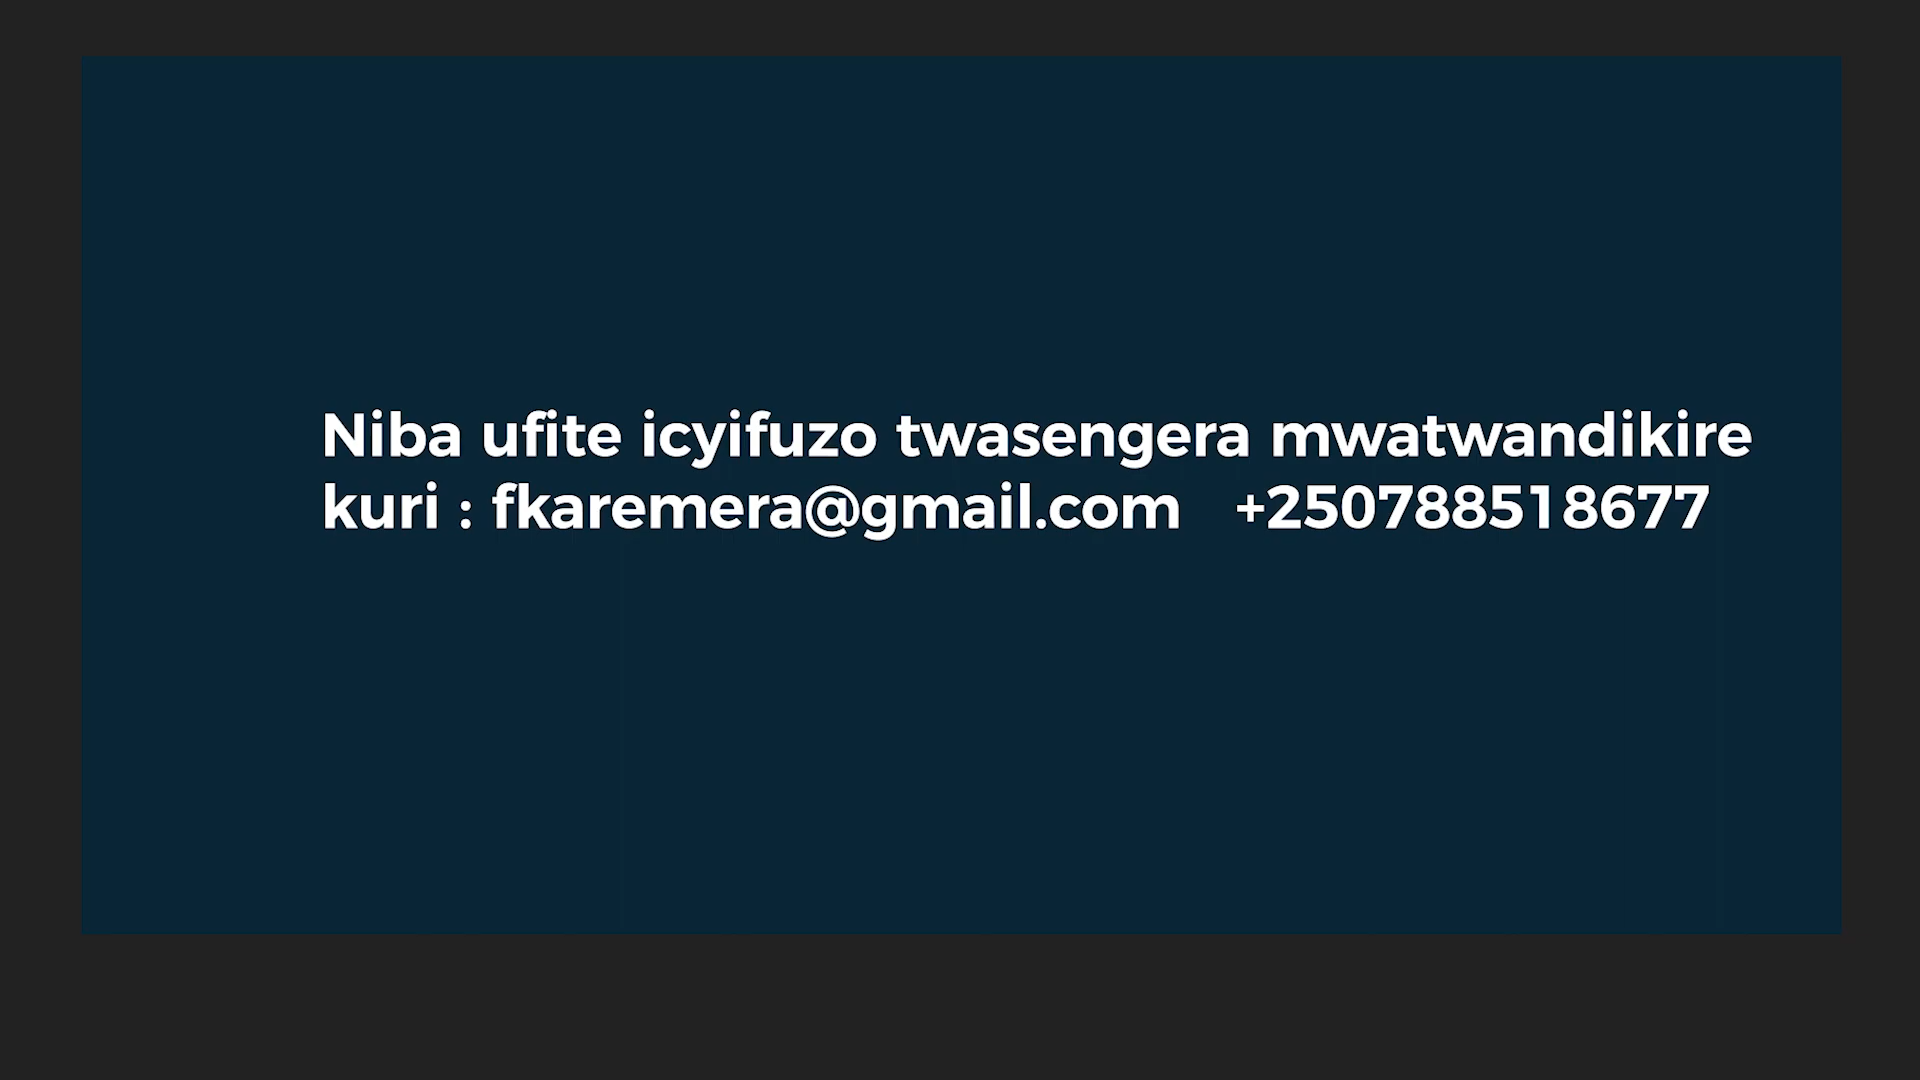 Niba ufite icyifuzo twasengera mwatwandikire
kuri : fkaremera@gmail.com +250788518677